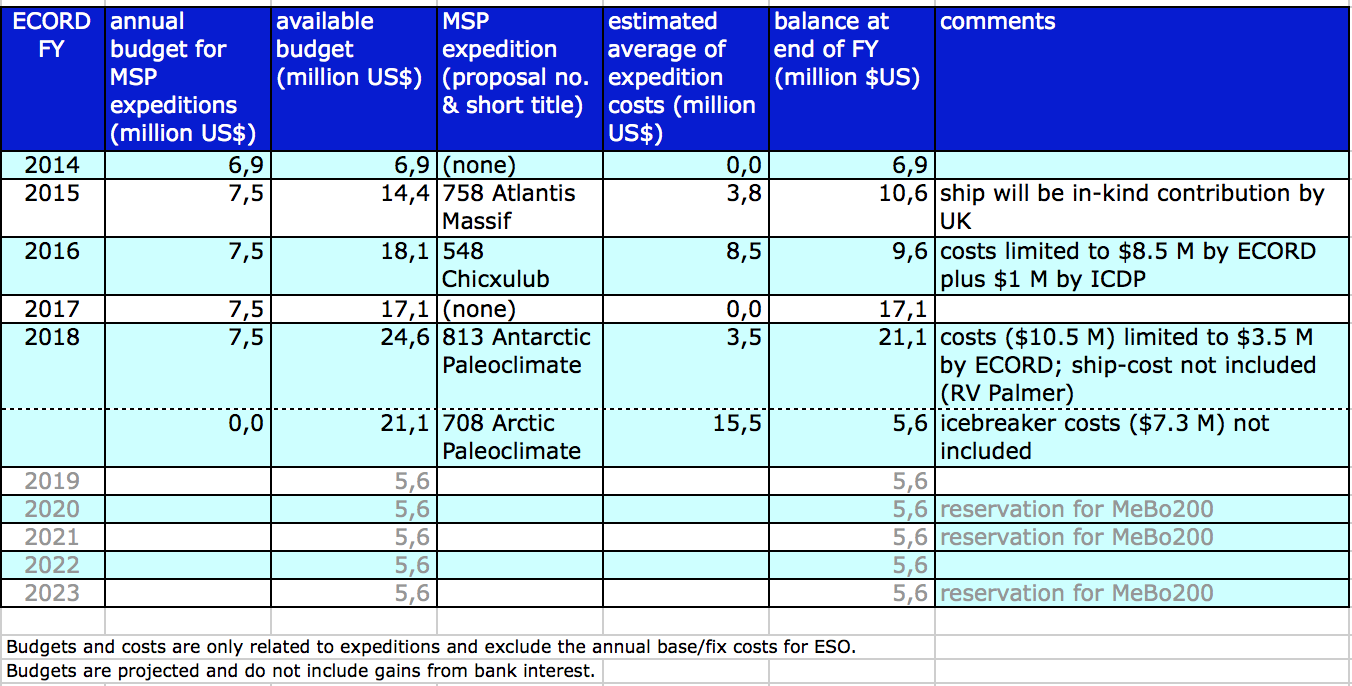 ECORD FY	annual budget for MSP expeditions (million US$)	available budget (million US$)	MSP expedition (proposal no. & short title)	estimated average of expedition costs (million US$)	balance at end of FY (million $US)	comments
2014	6,9	6,9	(none)	0,0	6,9
2015	7,5	14,4	758 Atlantis Massif	3,8	10,6	ship will be in-kind contribution by UK
2016	7,5	18,1	548 Chicxulub	8,5	9,6	costs limited to $8.5 M by ECORD plus $1 M by ICDP
2017	7,5	17,1	(none)	0,0	17,1
2018	7,5	24,6	813 Antarctic Paleoclimate	3,5	21,1	costs ($10.5 M) limited to $3.5 M by ECORD; ship-cost not included (RV Palmer)
0,0	21,1	708 Arctic Paleoclimate	15,5	5,6	icebreaker costs ($7.3 M) not included
2019	5,6	5,6
2020	5,6	5,6	reservation for MeBo200
2021	5,6	5,6	reservation for MeBo200
2022	5,6	5,6
2023	5,6	5,6	reservation for MeBo200
Budgets and costs are only related to expeditions and exclude the annual base/fix costs for ESO.
Budgets are projected and do not include gains from bank interest.